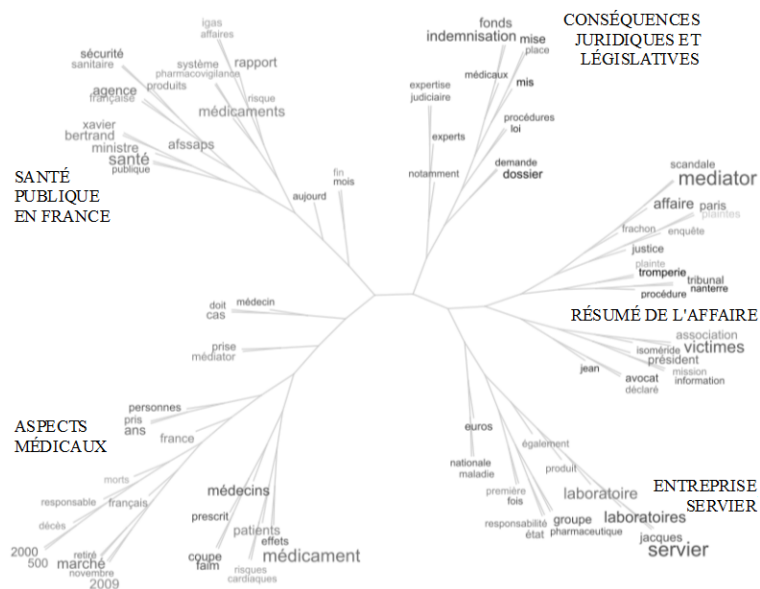 CONSÉQUENCES
JURIDIQUES ET
LÉGISLATIVES
fonds
indemnisation
mise
place
médicaux
mis
expertise
judiciaire
procédures
loi
experts
notamment
demande
dossier
igas
affaires
sécurité
sanitaire
système
pharmacovigilance
rapport
agence
française
produits
risque
médicaments
xavier
bertrand
ministre
afssaps
santé
publique
fin
mois
aujourd
SANTÉ
PUBLIQUE
EN FRANCE
scandale
mediator
affaire
paris
plaintes
frachon
enquête
justice
plainte
tromperie
tribunal
nanterre
procédure
RÉSUMÉ DE L'AFFAIRE
association
victimes
isoméride
président
mission
information
jean
avocat
déclaré
doit
cas
médecin
prise
médiator
personnes
pris
ans
france
ASPECTS
MÉDICAUX
morts
responsable
français
décès
2000
500
retiré
marché
novembre
2009
médecins
prescrit
patients
effets
coupe
faim
médicament
risques
cardiaques
euros
nationale
maladie
également
produit
première
fois
laboratoire
responsabilité
état
groupe
pharmaceutique
laboratoires
jacques
servier
ENTREPRISE
SERVIER